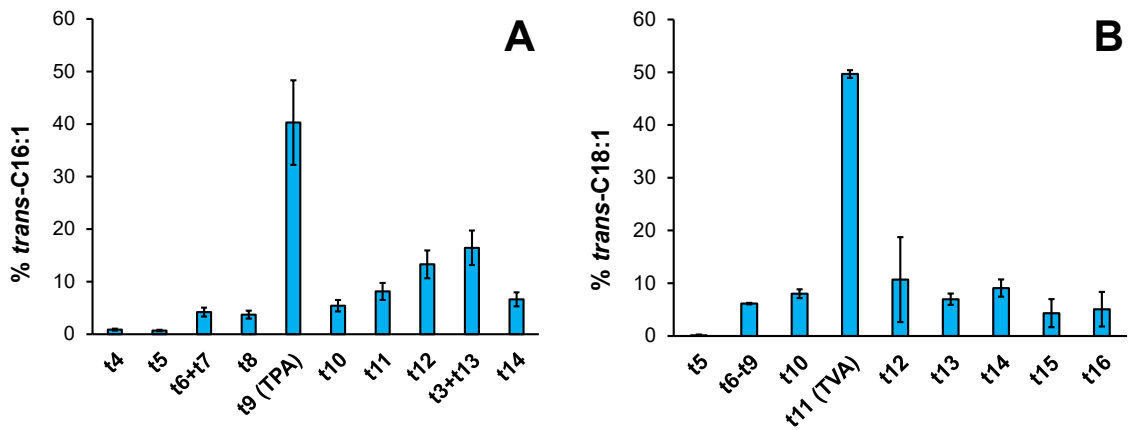 A
% trans-C16:1
60
50
40
30
20
10
0
t4
t5
t6+t7
t8
t9 (TPA)
t10
t11
t12
t3+t13
t14
B
% trans-C18:1
60
50
40
30
20
10
0
t5
t6-t9
t10
t11 (TVA)
t12
t13
t14
t15
t16